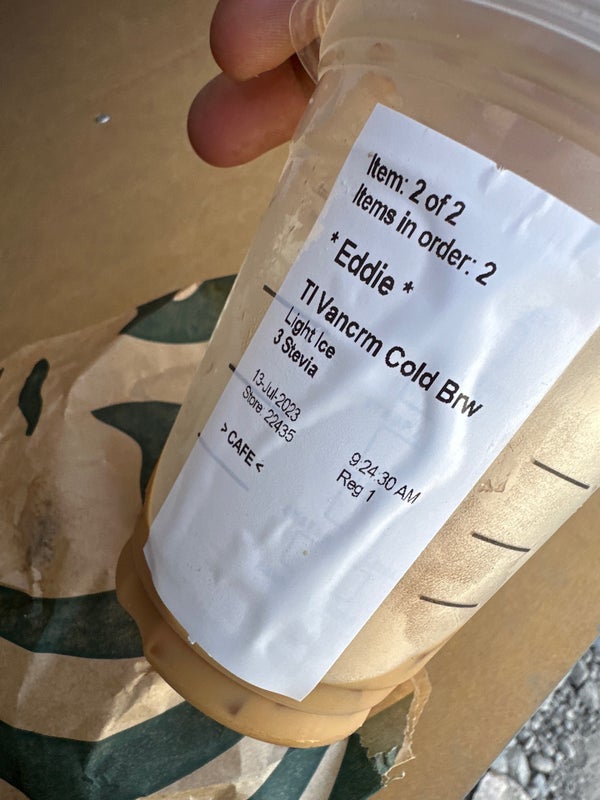 Item: 2 of 2
Items in order: 2
* Eddie *
Tl Vancrm Cold Brw
Light Ice
3 Stevia
13-Jul-2023 9:24:30 AM
Store 22435 Reg 1
> CAFE <